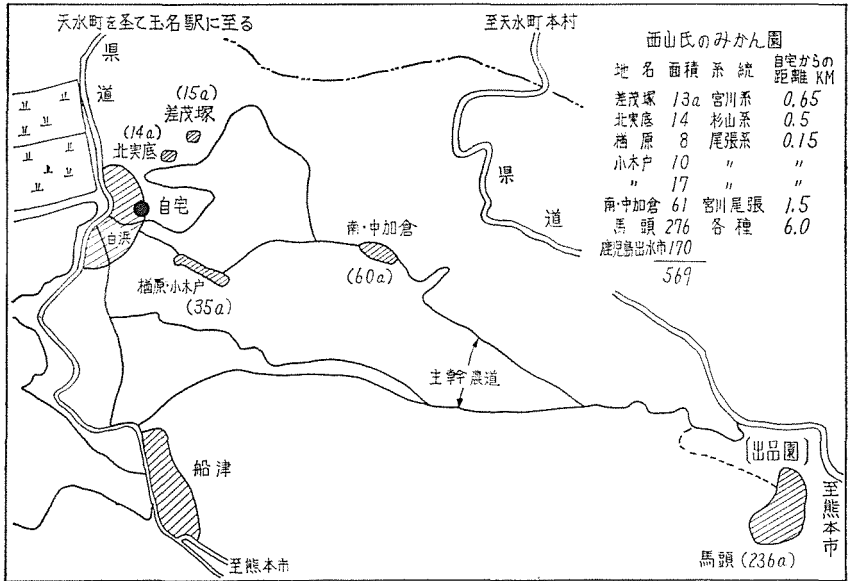 天水町を圣て玉名駅に至る
至天水町本村
県
道
(15a)
差茂塚
(14a)
北実底
自宅
白浜
楢原・小木戸
(35a)
南・中加倉
(60a)
県
道
主幹農道
船津
至熊本市
(出品園)
至熊本市
馬頭(236a)
西山氏のみかん園
地名 面積 系統 自宅からの距離 KM
差茂塚 13a 宮川系 0.65
北実底 14 杉山系 0.5
楢原 8 尾張系 0.15
小木戸 10 〃 〃
〃 17 〃 〃
南・中加倉 61 宮川尾張 1.5
馬頭 276 各種 6.0
鹿児島出水市 170
569